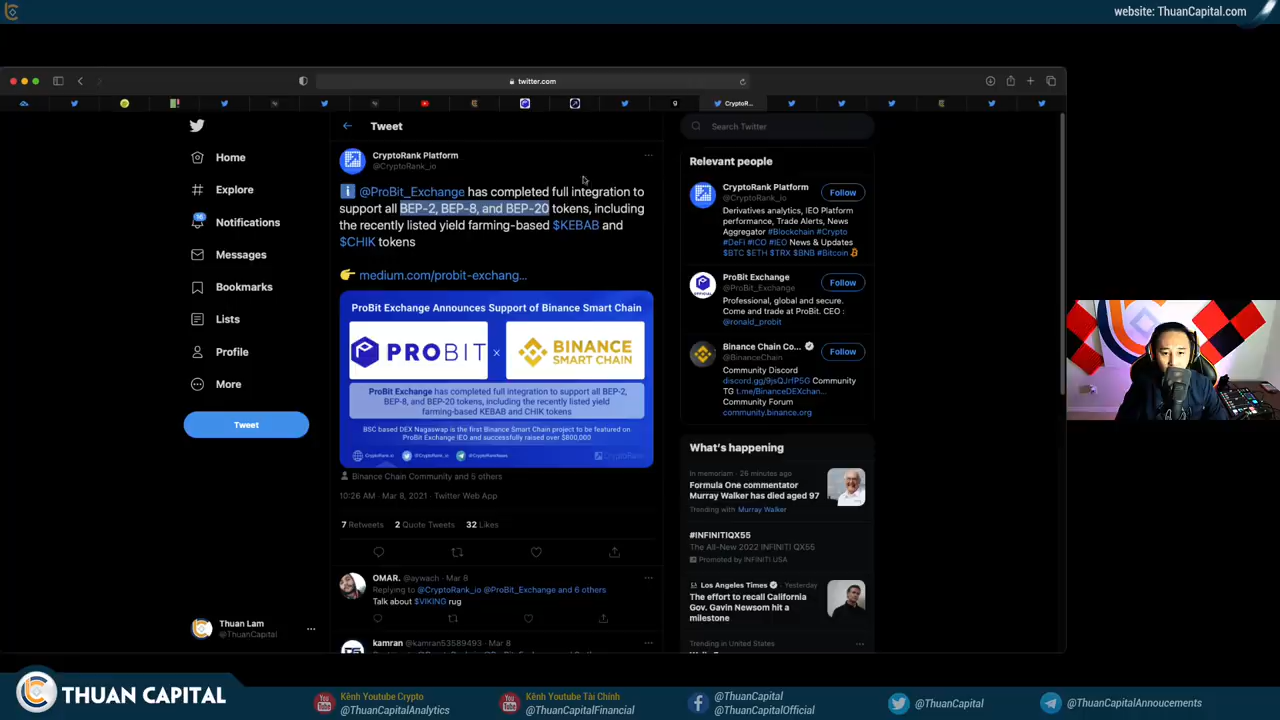 website: ThuanCapital.com
twitter.com
CryptoR...
Tweet
Search Twitter
Home
Explore
16
Notifications
Messages
Bookmarks
Lists
Profile
More
Tweet
Thuan Lam
@ThuanCapital
CryptoRank Platform
@CryptoRank_io
@ProBit_Exchange has completed full integration to
support all BEP-2, BEP-8, and BEP-20 tokens, including
the recently listed yield farming-based $KEBAB and
$CHIK tokens
medium.com/probit-exchang...
ProBit Exchange Announces Support of Binance Smart Chain
PROBIT x BINANCE
SMART CHAIN
ProBit Exchange has completed full integration to support all BEP-2,
BEP-8, and BEP-20 tokens, including the recently listed yield
farming-based KEBAB and CHIK tokens
BSC based DEX Nagaswap is the first Binance Smart Chain project to be featured on
ProBit Exchange IEO and successfully raised over $800,000
CryptoRank.io @CryptoRank_io @CryptoRankNews CryptoRank
Binance Chain Community and 5 others
10:26 AM · Mar 8, 2021 · Twitter Web App
7 Retweets 2 Quote Tweets 32 Likes
OMAR. @aywach · Mar 8
Replying to @CryptoRank_io @ProBit_Exchange and 6 others
Talk about $VIKING rug
kamran @kamran53589493 · Mar 8
Relevant people
CryptoRank Platform
@CryptoRank_io
Follow
Derivatives analytics, IEO Platform
performance, Trade Alerts, News
Aggregator #Blockchain #Crypto
#DeFi #ICO #IEO News & Updates
$BTC $ETH $TRX $BNB #Bitcoin
ProBit Exchange
@ProBit_Exchange
Follow
Professional, global and secure.
Come and trade at ProBit. CEO :
@ronald_probit
Binance Chain Co...
@BinanceChain
Follow
Community Discord
discord.gg/9jsQJrfP5G Community
TG t.me/BinanceDEXchan...
Community Forum
community.binance.org
What's happening
In memoriam · 26 minutes ago
Formula One commentator
Murray Walker has died aged 97
Trending with Murray Walker
#INFINITIQX55
The All-New 2022 INFINITI QX55
Promoted by INFINITI USA
Los Angeles Times · Yesterday
The effort to recall California
Gov. Gavin Newsom hit a
milestone
Trending in United States
THUAN CAPITAL
Kênh Youtube Crypto
@ThuanCapitalAnalytics
Kênh Youtube Tài Chính
@ThuanCapitalFinancial
@ThuanCapital
@ThuanCapitalOfficial
@ThuanCapital
@ThuanCapitalAnnoucements